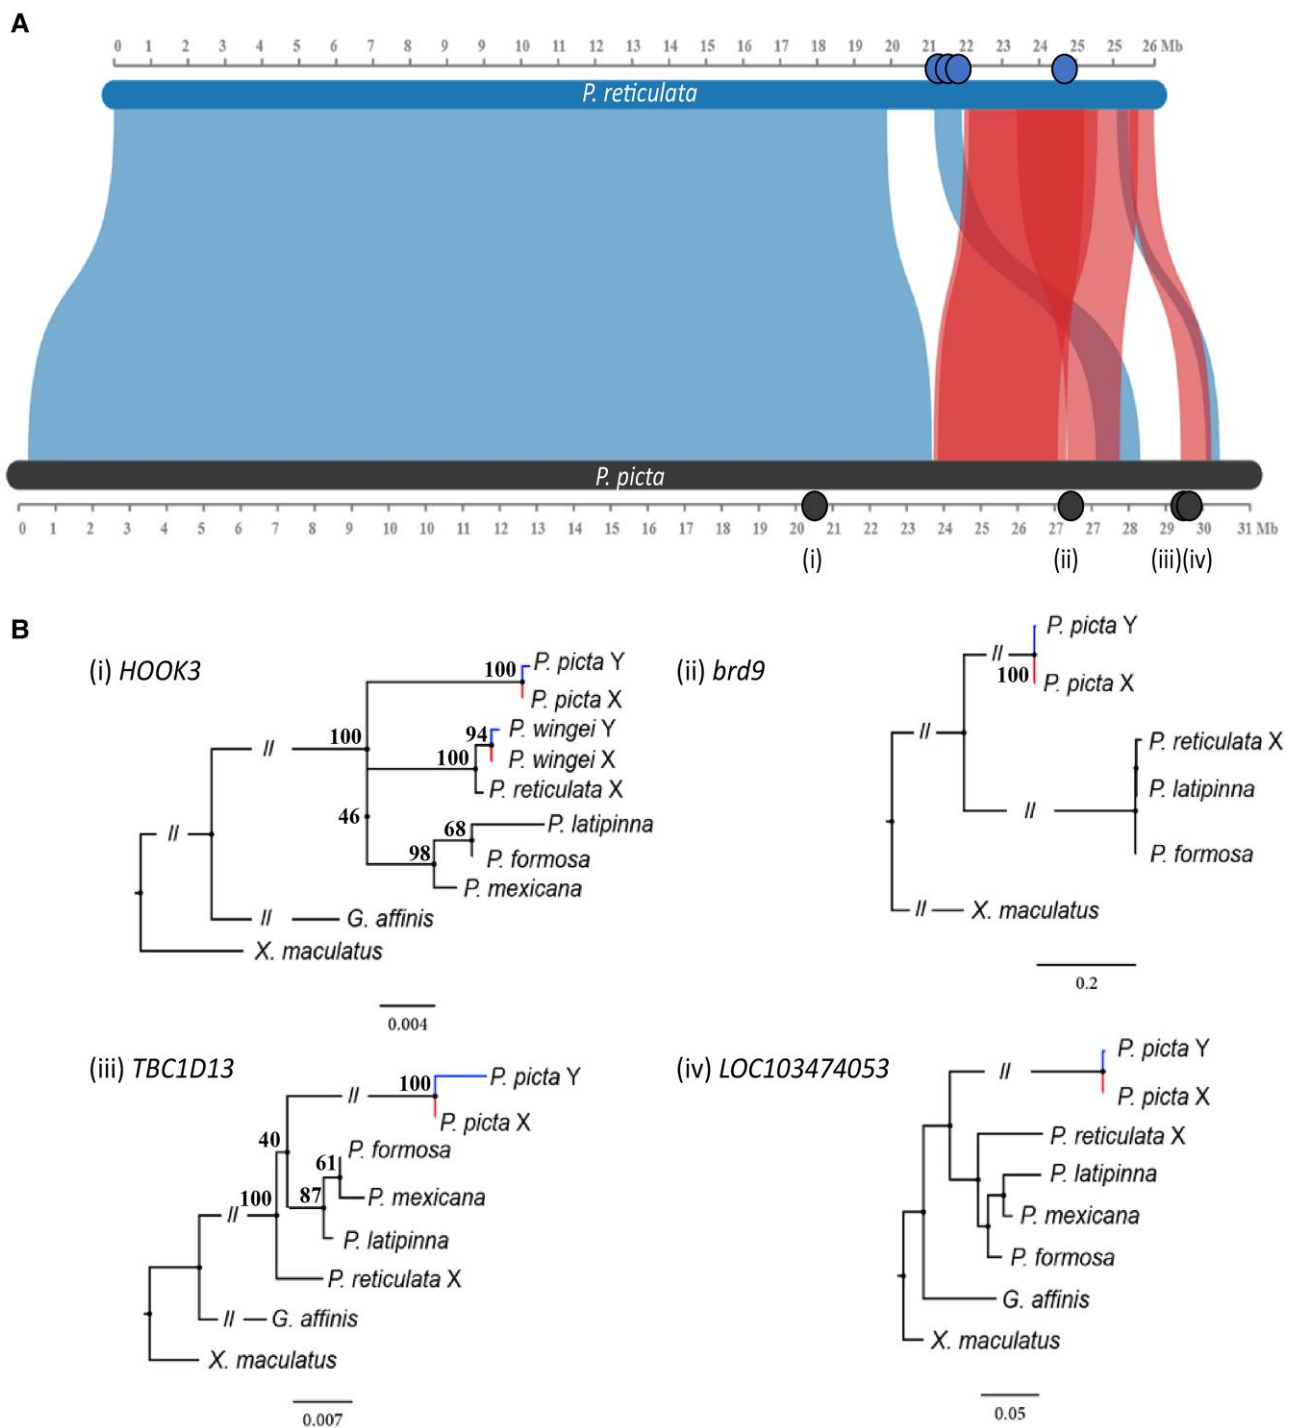 A
0 1 2 3 4 5 6 7 8 9 9 10 11 12 13 14 15 15 16 17 18 19 20 21 22 23 24 25 25 26 Mb
P. reticulata
P. picta
0 1 2 3 4 5 6 7 8 9 10 10 11 12 13 14 15 16 17 18 19 20 21 22 23 24 25 26 27 27 28 29 30 31 Mb
(i) (ii) (iii)(iv)
B
(i) HOOK3
100
P. picta Y
P. picta X
94
P. wingei Y
P. wingei X
100
100
P. reticulata X
46
68
P. latipinna
98
P. formosa
P. mexicana
//
//
//
G. affinis
X. maculatus
0.004
(ii) brd9
P. picta Y
//
100
P. picta X
//
P. reticulata X
P. latipinna
//
P. formosa
//
X. maculatus
0.2
(iii) TBC1D13
100
P. picta Y
//
P. picta X
40
P. formosa
61
87
P. mexicana
100
//
P. latipinna
P. reticulata X
//
G. affinis
X. maculatus
0.007
(iv) LOC103474053
P. picta Y
//
P. picta X
P. reticulata X
P. latipinna
P. mexicana
P. formosa
G. affinis
X. maculatus
0.05